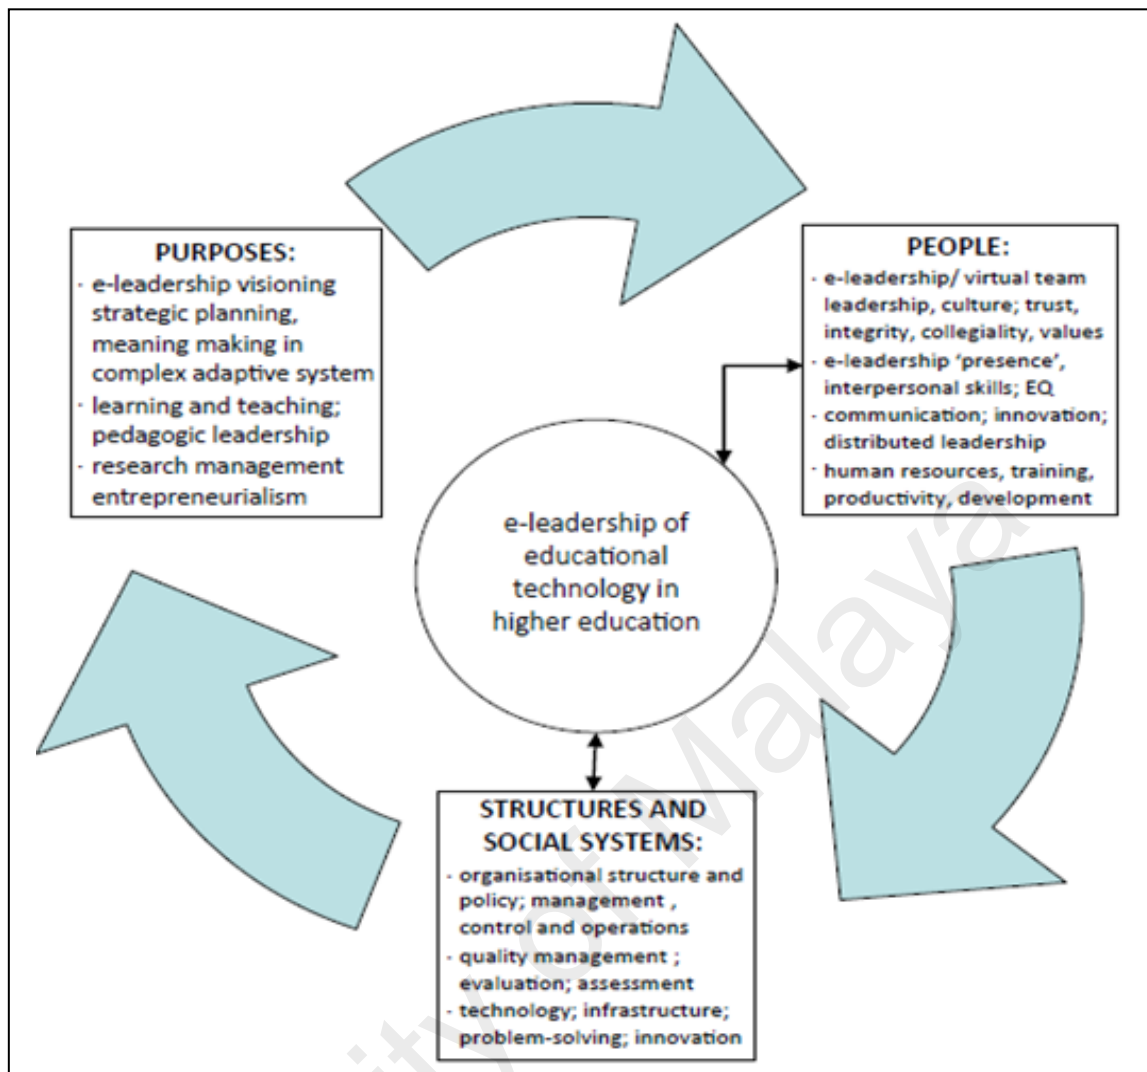 PURPOSES:
· e-leadership visioning
strategic planning,
meaning making in
complex adaptive system
· learning and teaching;
pedagogic leadership
· research management
entrepreneurialism
PEOPLE:
· e-leadership/ virtual team
leadership, culture; trust,
integrity, collegiality, values
· e-leadership ‘presence’,
interpersonal skills; EQ
· communication; innovation;
distributed leadership
· human resources, training,
productivity, development
e-leadership of
educational
technology in
higher education
STRUCTURES AND
SOCIAL SYSTEMS:
· organisational structure and
policy; management ,
control and operations
· quality management ;
evaluation; assessment
· technology; infrastructure;
problem-solving; innovation
ity of Malaya